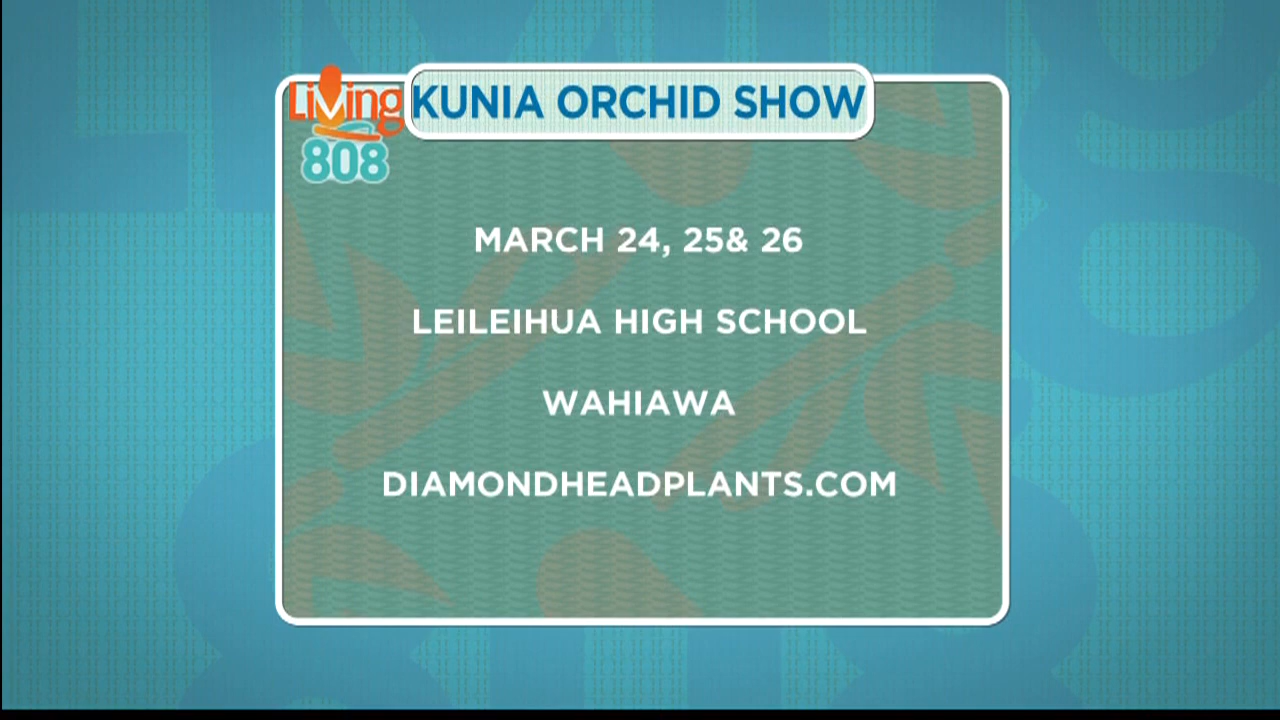 Living
808
KUNIA ORCHID SHOW
MARCH 24, 25& 26
LEILEIHUA HIGH SCHOOL
WAHIAWA
DIAMONDHEADPLANTS.COM